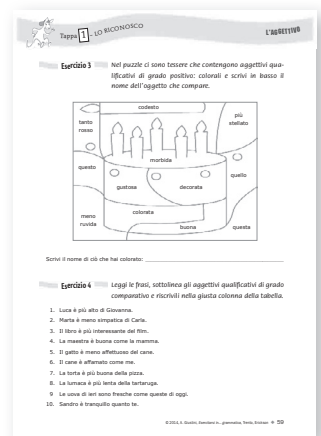 Tappa 1 - LO RICONOSCO
L'AGGETTIVO
Esercizio 3
Nel puzzle ci sono tessere che contengono aggettivi qua-
lificativi di grado positivo: colorali e scrivi in basso il
nome dell'oggetto che compare.
codesto
tanto
rosso
più
stellato
morbida
questo
quello
gustosa
decorata
colorata
meno
ruvida
buona
questa
Scrivi il nome di ciò che hai colorato:
Esercizio 4
Leggi le frasi, sottolinea gli aggettivi qualificativi di grado
comparativo e riscrivili nella giusta colonna della tabella.
1. Luca è più alto di Giovanna.
2. Marta è meno simpatica di Carla.
3. Il libro è più interessante del film.
4. La maestra è buona come la mamma.
5. Il gatto è meno affettuoso del cane.
6. Il cane è affamato come me.
7. La torta è più buona della pizza.
8. La lumaca è più lenta della tartaruga.
9 Le uova di ieri sono fresche come queste di oggi.
10. Sandro è tranquillo quanto te.
© 2014, S. Giustini, Esercitarsi in... grammatica, Trento, Erickson 59